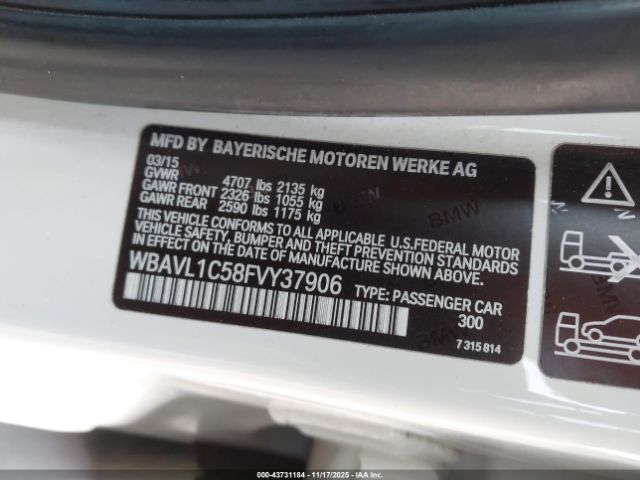 MFD BY BAYERISCHE MOTOREN WERKE AG
03/15
GVWR 4707 lbs 2135 kg
GAWR FRONT 2326 lbs 1055 kg
GAWR REAR 2590 lbs 1175 kg
THIS VEHICLE CONFORMS TO ALL APPLICABLE U.S.FEDERAL MOTOR
VEHICLE SAFETY, BUMPER AND THEFT PREVENTION STANDARDS
IN EFFECT ON THE DATE OF MANUFACTURE SHOWN ABOVE.
WBAVL1C58FVY37906 TYPE: PASSENGER CAR
300
7 315 814
BMW
BMW
BMW
000-43731184 — 11/17/2025 — IAA, Inc.